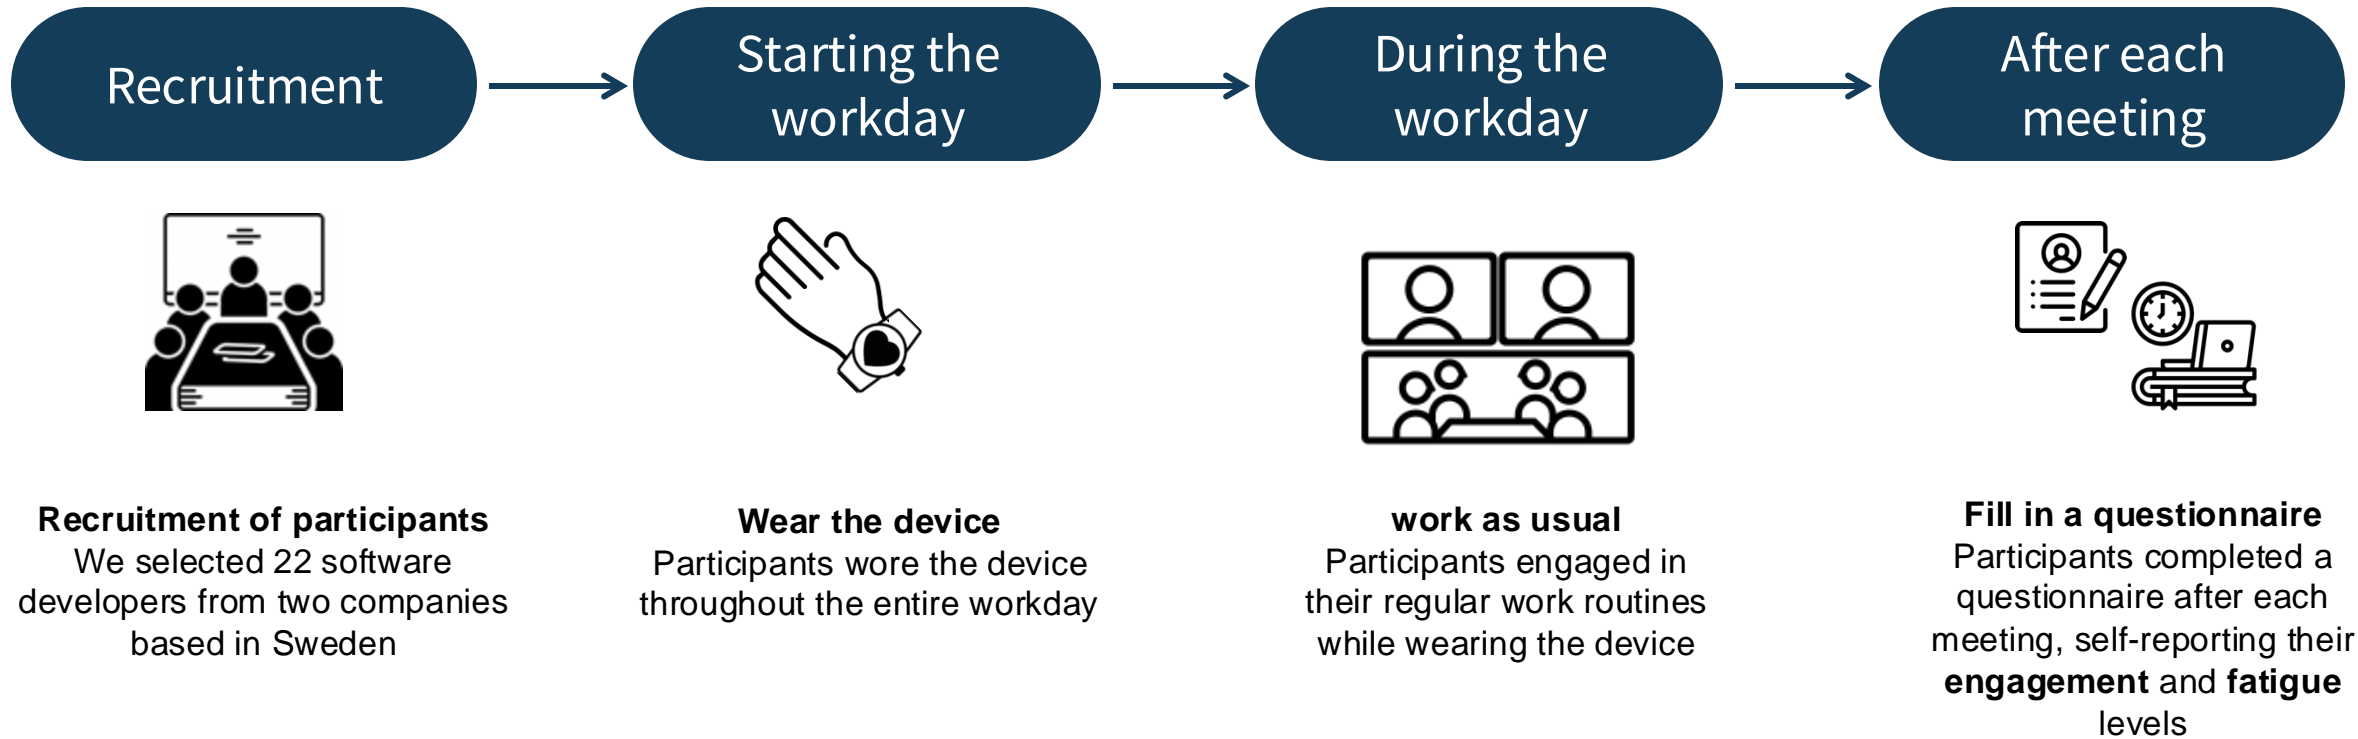 Recruitment
Starting the
workday
During the
workday
After each
meeting
Recruitment of participants
We selected 22 software
developers from two companies
based in Sweden
Wear the device
Participants wore the device
throughout the entire workday
work as usual
Participants engaged in
their regular work routines
while wearing the device
Fill in a questionnaire
Participants completed a
questionnaire after each
meeting, self-reporting their
engagement and fatigue
levels